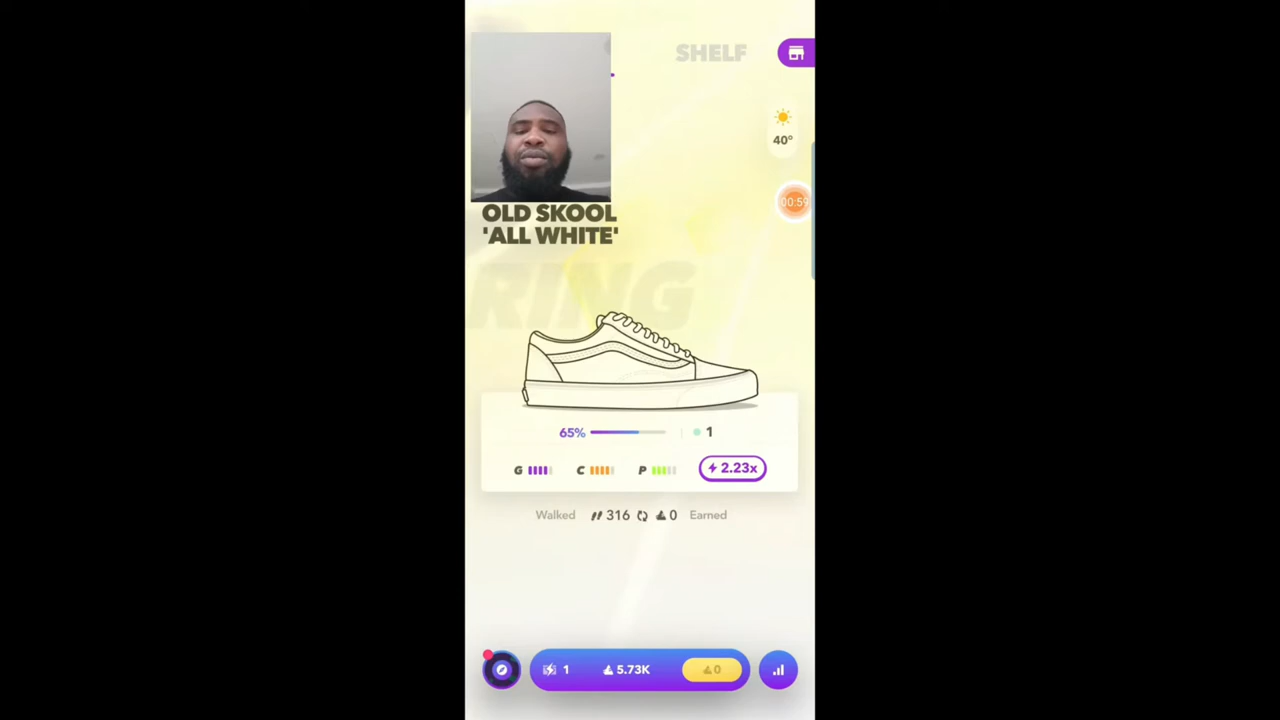 SHELF
40°
00:59
OLD SKOOL
'ALL WHITE'
RING
65% 1
G C P 2.23x
Walked 316 0 Earned
1 5.73K 0